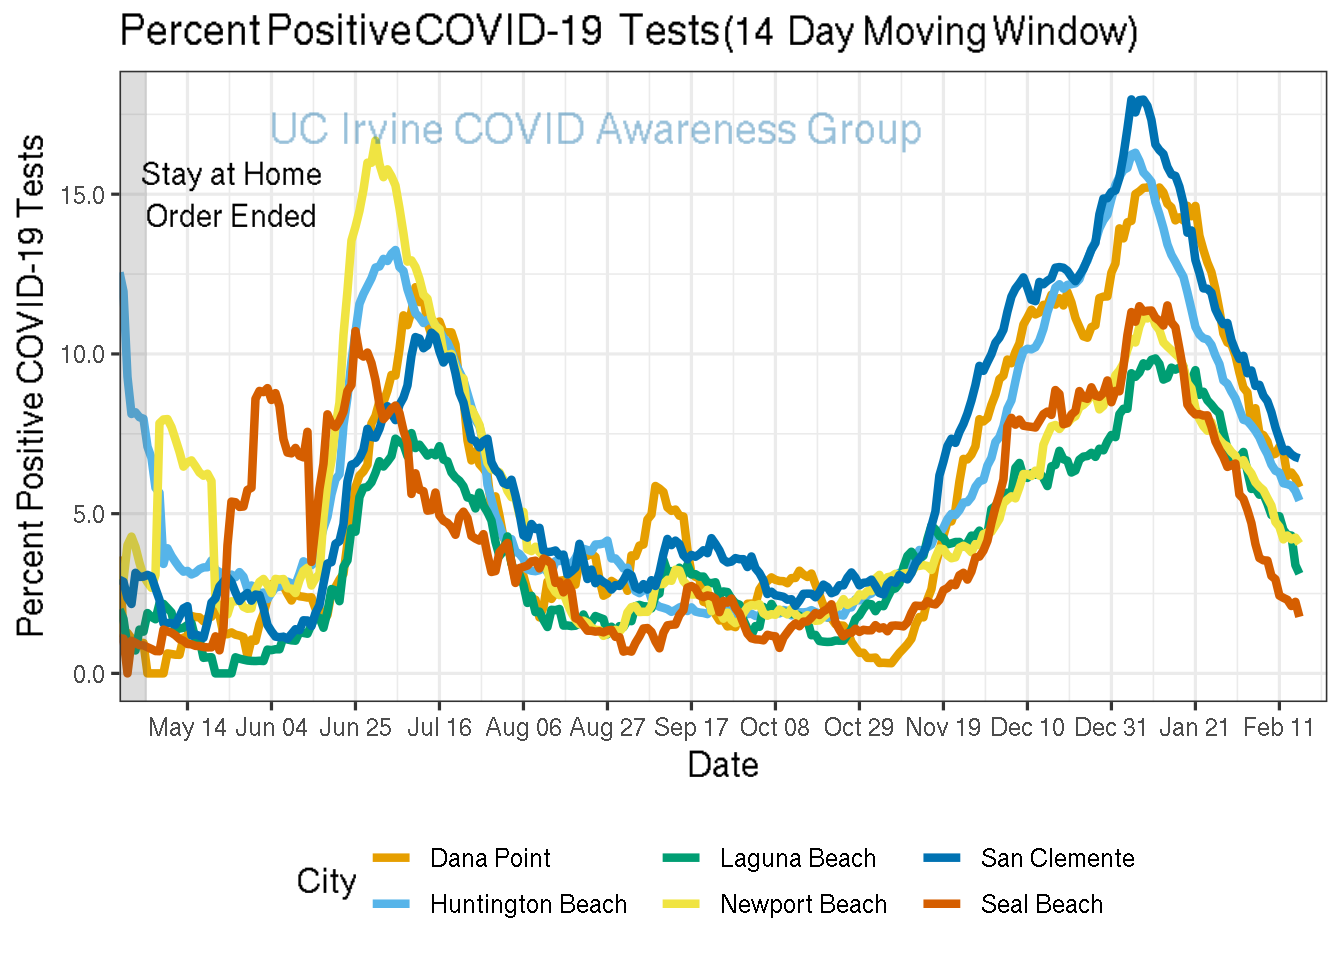 Percent Positive COVID-19 Tests (14 Day Moving Window)
UC Irvine COVID Awareness Group
Stay at Home
Order Ended
Percent Positive COVID-19 Tests
15.0
10.0
5.0
0.0
May 14 Jun 04 Jun 25 Jul 16 Aug 06 Aug 27 Sep 17 Oct 08 Oct 29 Nov 19 Dec 10 Dec 31 Jan 21 Feb 11
Date
City
Dana Point Laguna Beach San Clemente
Huntington Beach Newport Beach Seal Beach